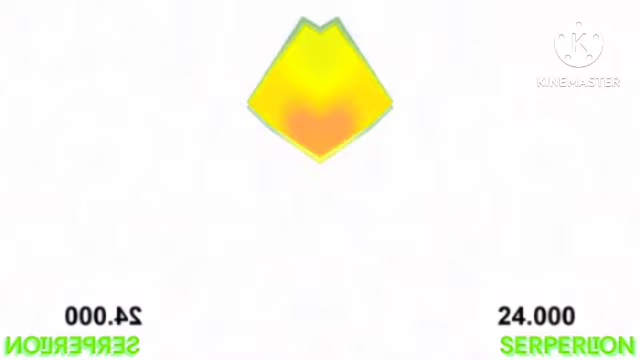 K
KINEMASTER
24.000 24.000
SERPERLION SERPERLION